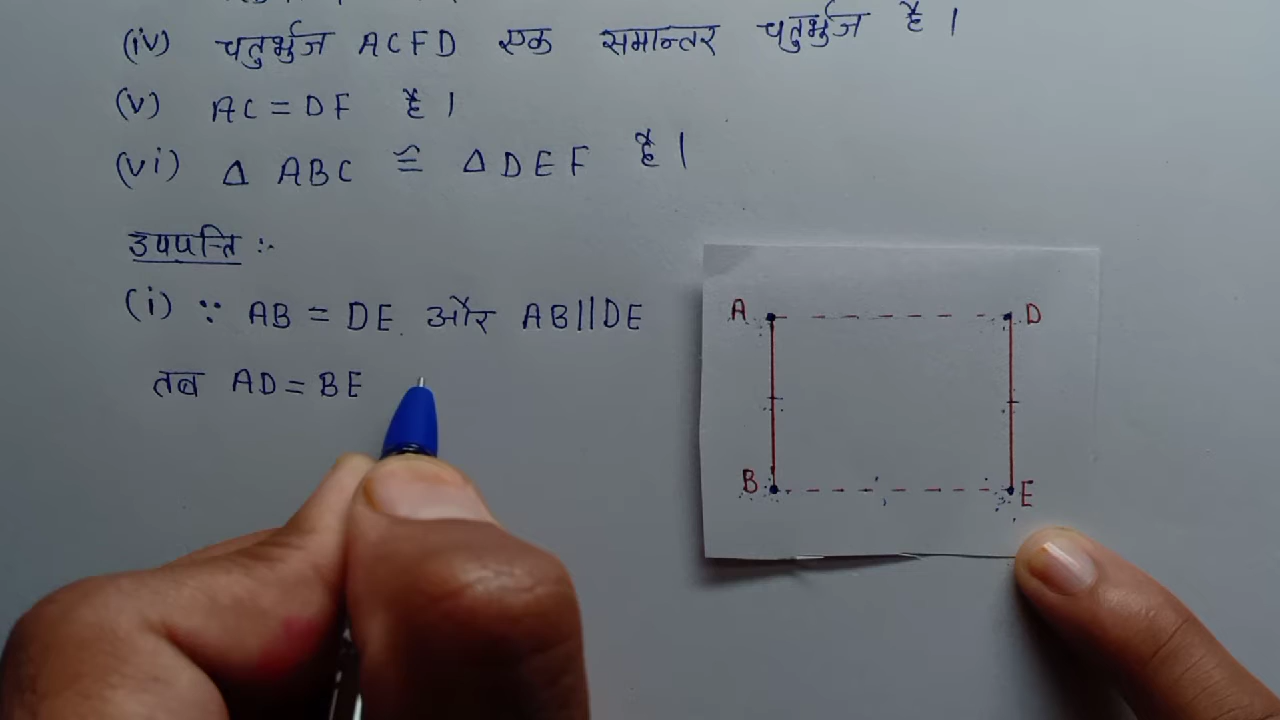 (iv) चतुर्भुज ACFD एक समान्तर चतुर्भुज है।
(v) AC = DF है।
(vi) Δ ABC ≅ Δ DEF है।
उपपत्ति :-
(i) ∵ AB = DE और AB||DE
तब AD = BE
A
D
B
E